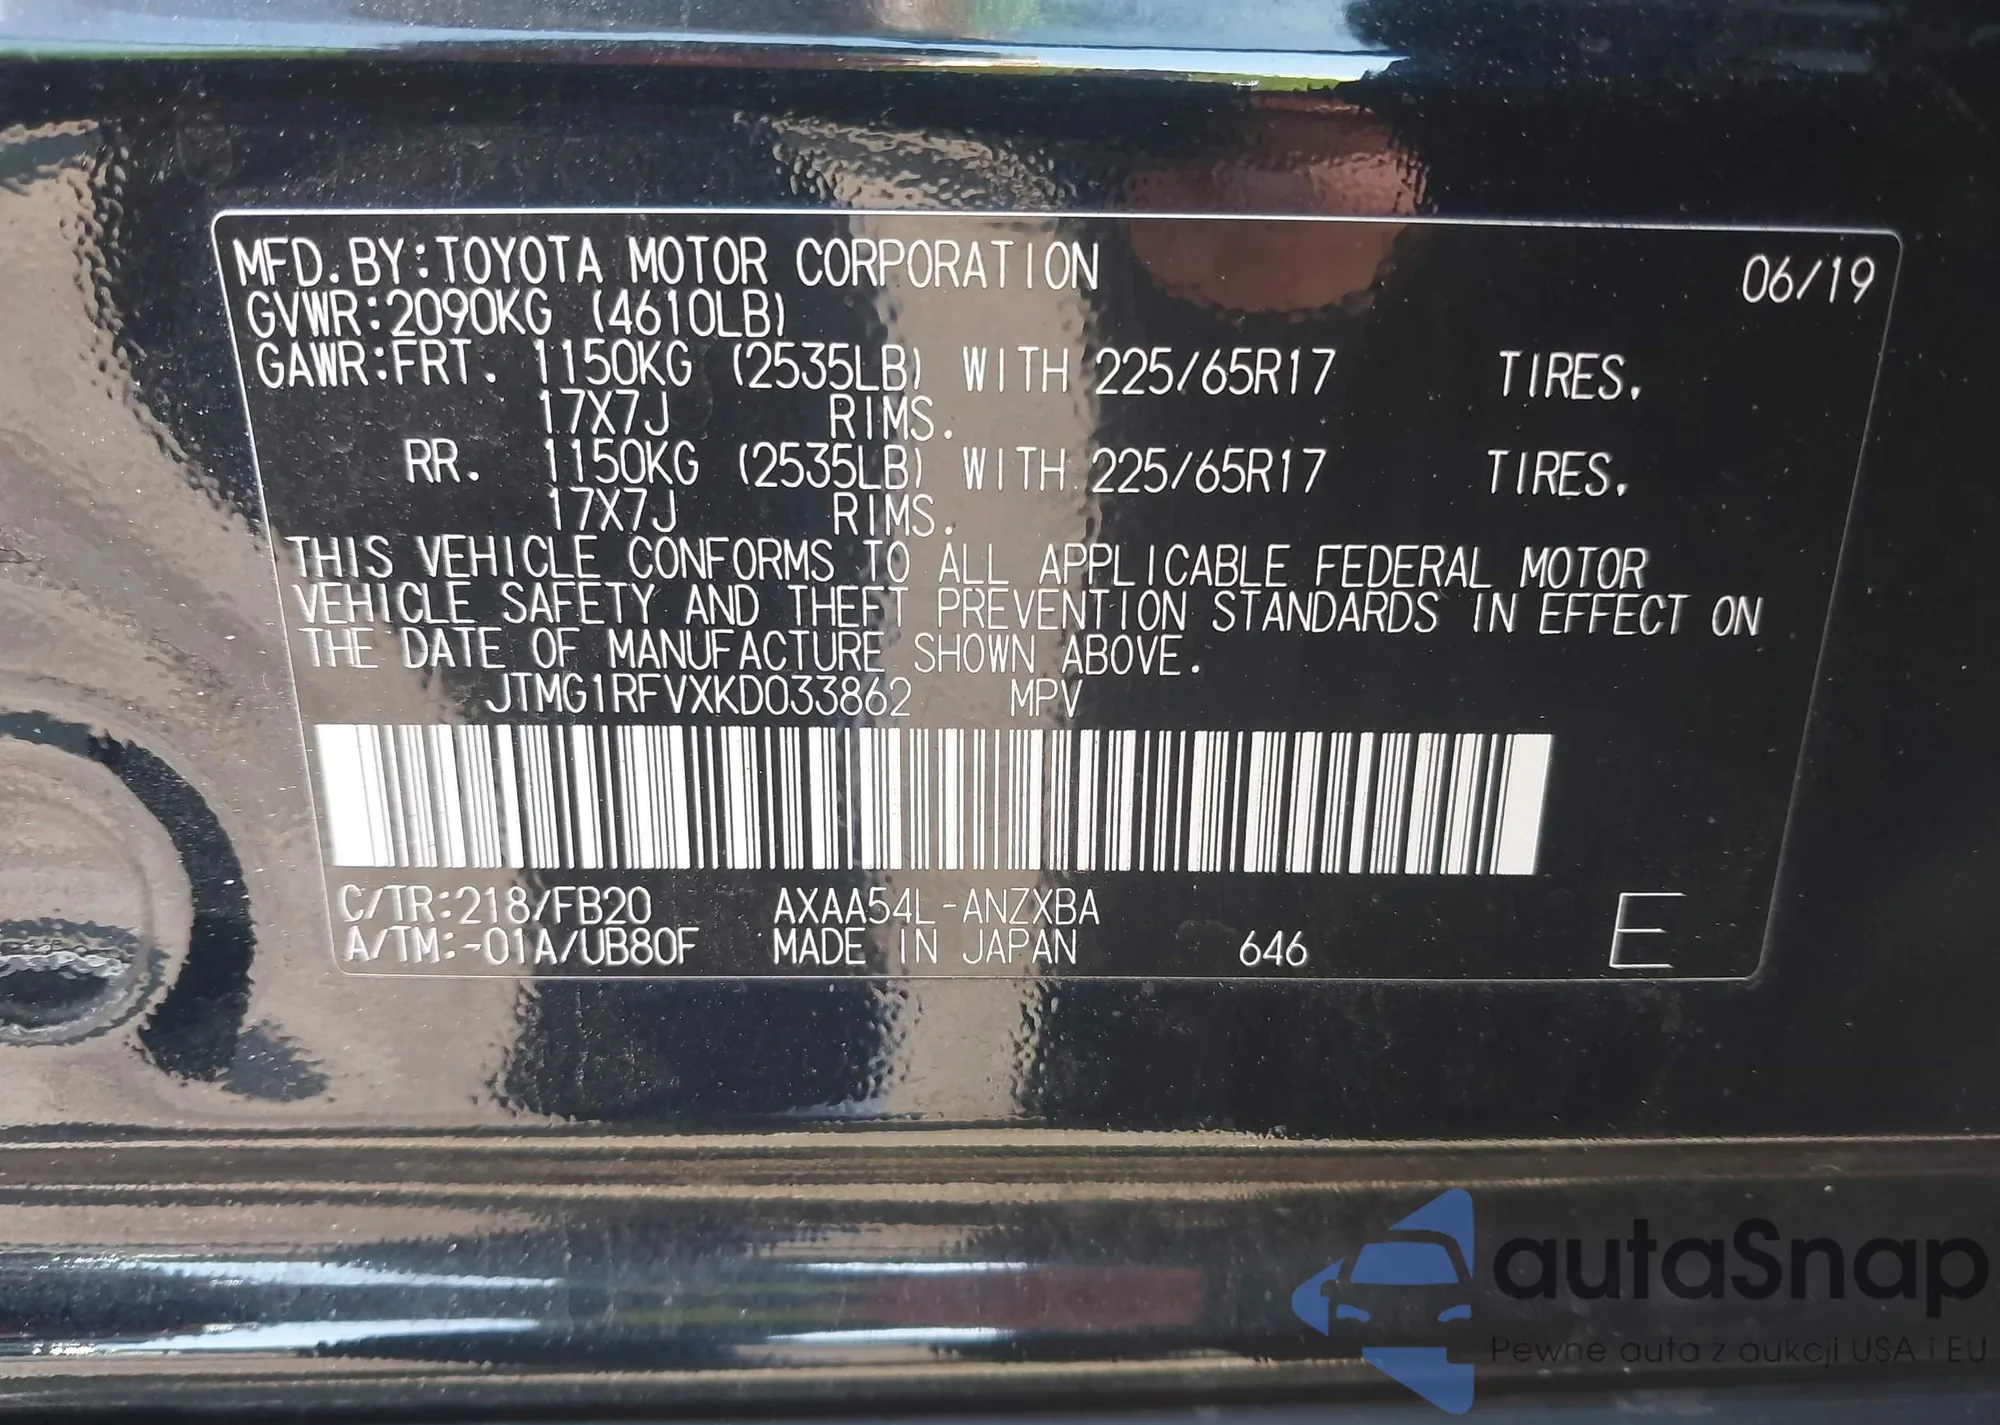 MFD.BY:TOYOTA MOTOR CORPORATION 06/19
GVWR:2090KG (4610LB)
GAWR:FRT. 1150KG (2535LB) WITH 225/65R17 TIRES,
17X7J RIMS.
RR. 1150KG (2535LB) WITH 225/65R17 TIRES,
17X7J RIMS.
THIS VEHICLE CONFORMS TO ALL APPLICABLE FEDERAL MOTOR
VEHICLE SAFETY AND THEFT PREVENTION STANDARDS IN EFFECT ON
THE DATE OF MANUFACTURE SHOWN ABOVE.
JTMG1RFVXKD033862 MPV
C/TR:218/FB20 AXAA54L-ANZXBA
A/TM:-01A/UB80F MADE IN JAPAN 646 E
autaSnap
Pewne auta z aukcji USA i EU